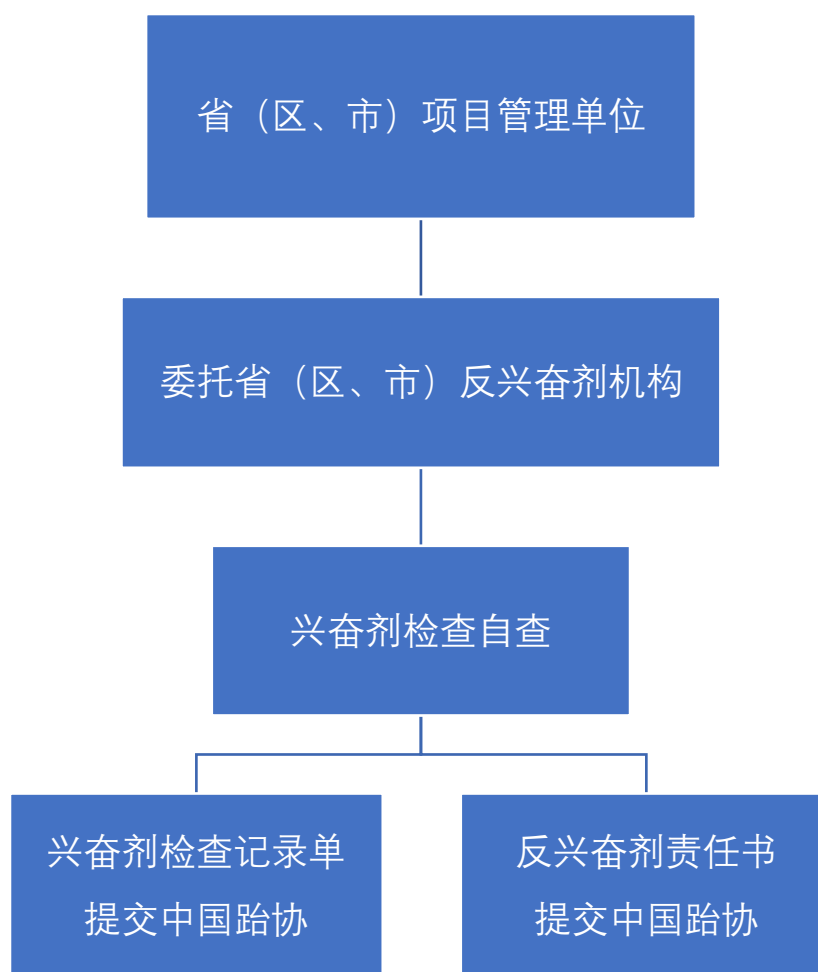 省（区、市）项目管理单位
委托省（区、市）反兴奋剂机构
兴奋剂检查自查
兴奋剂检查记录单
提交中国跆协
反兴奋剂责任书
提交中国跆协